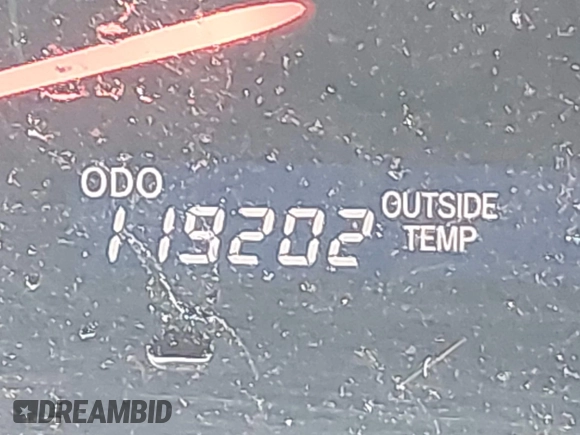 ODO
119202
OUTSIDE
TEMP
DREAMBID